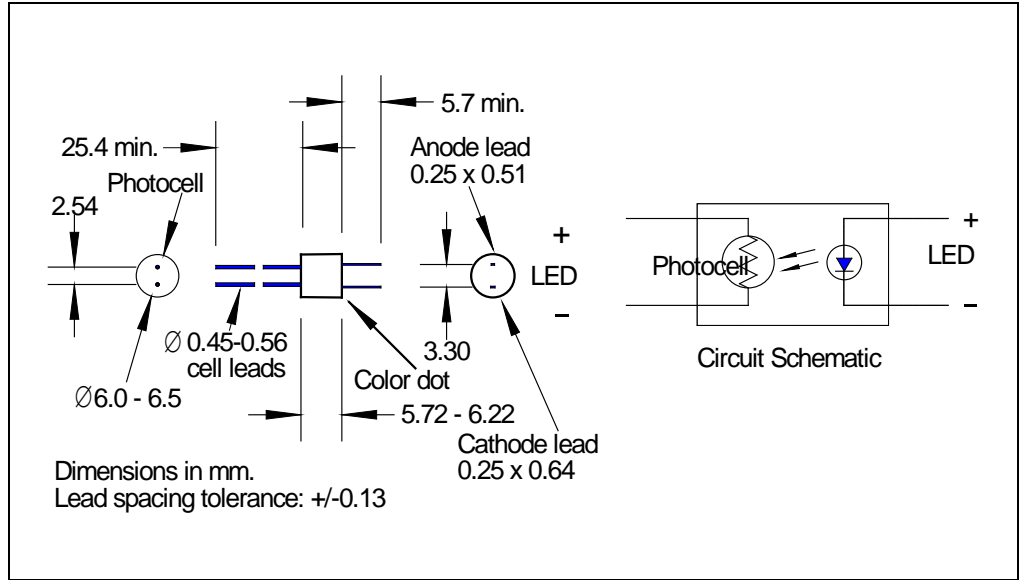 5.7 min.
25.4 min.
Photocell
2.54
Anode lead
0.25 x 0.51
+
LED
–
Ø 0.45-0.56
cell leads
Ø6.0 - 6.5
3.30
Color dot
5.72 - 6.22
Cathode lead
0.25 x 0.64
Dimensions in mm.
Lead spacing tolerance: +/-0.13
Photocell
+
LED
–
Circuit Schematic